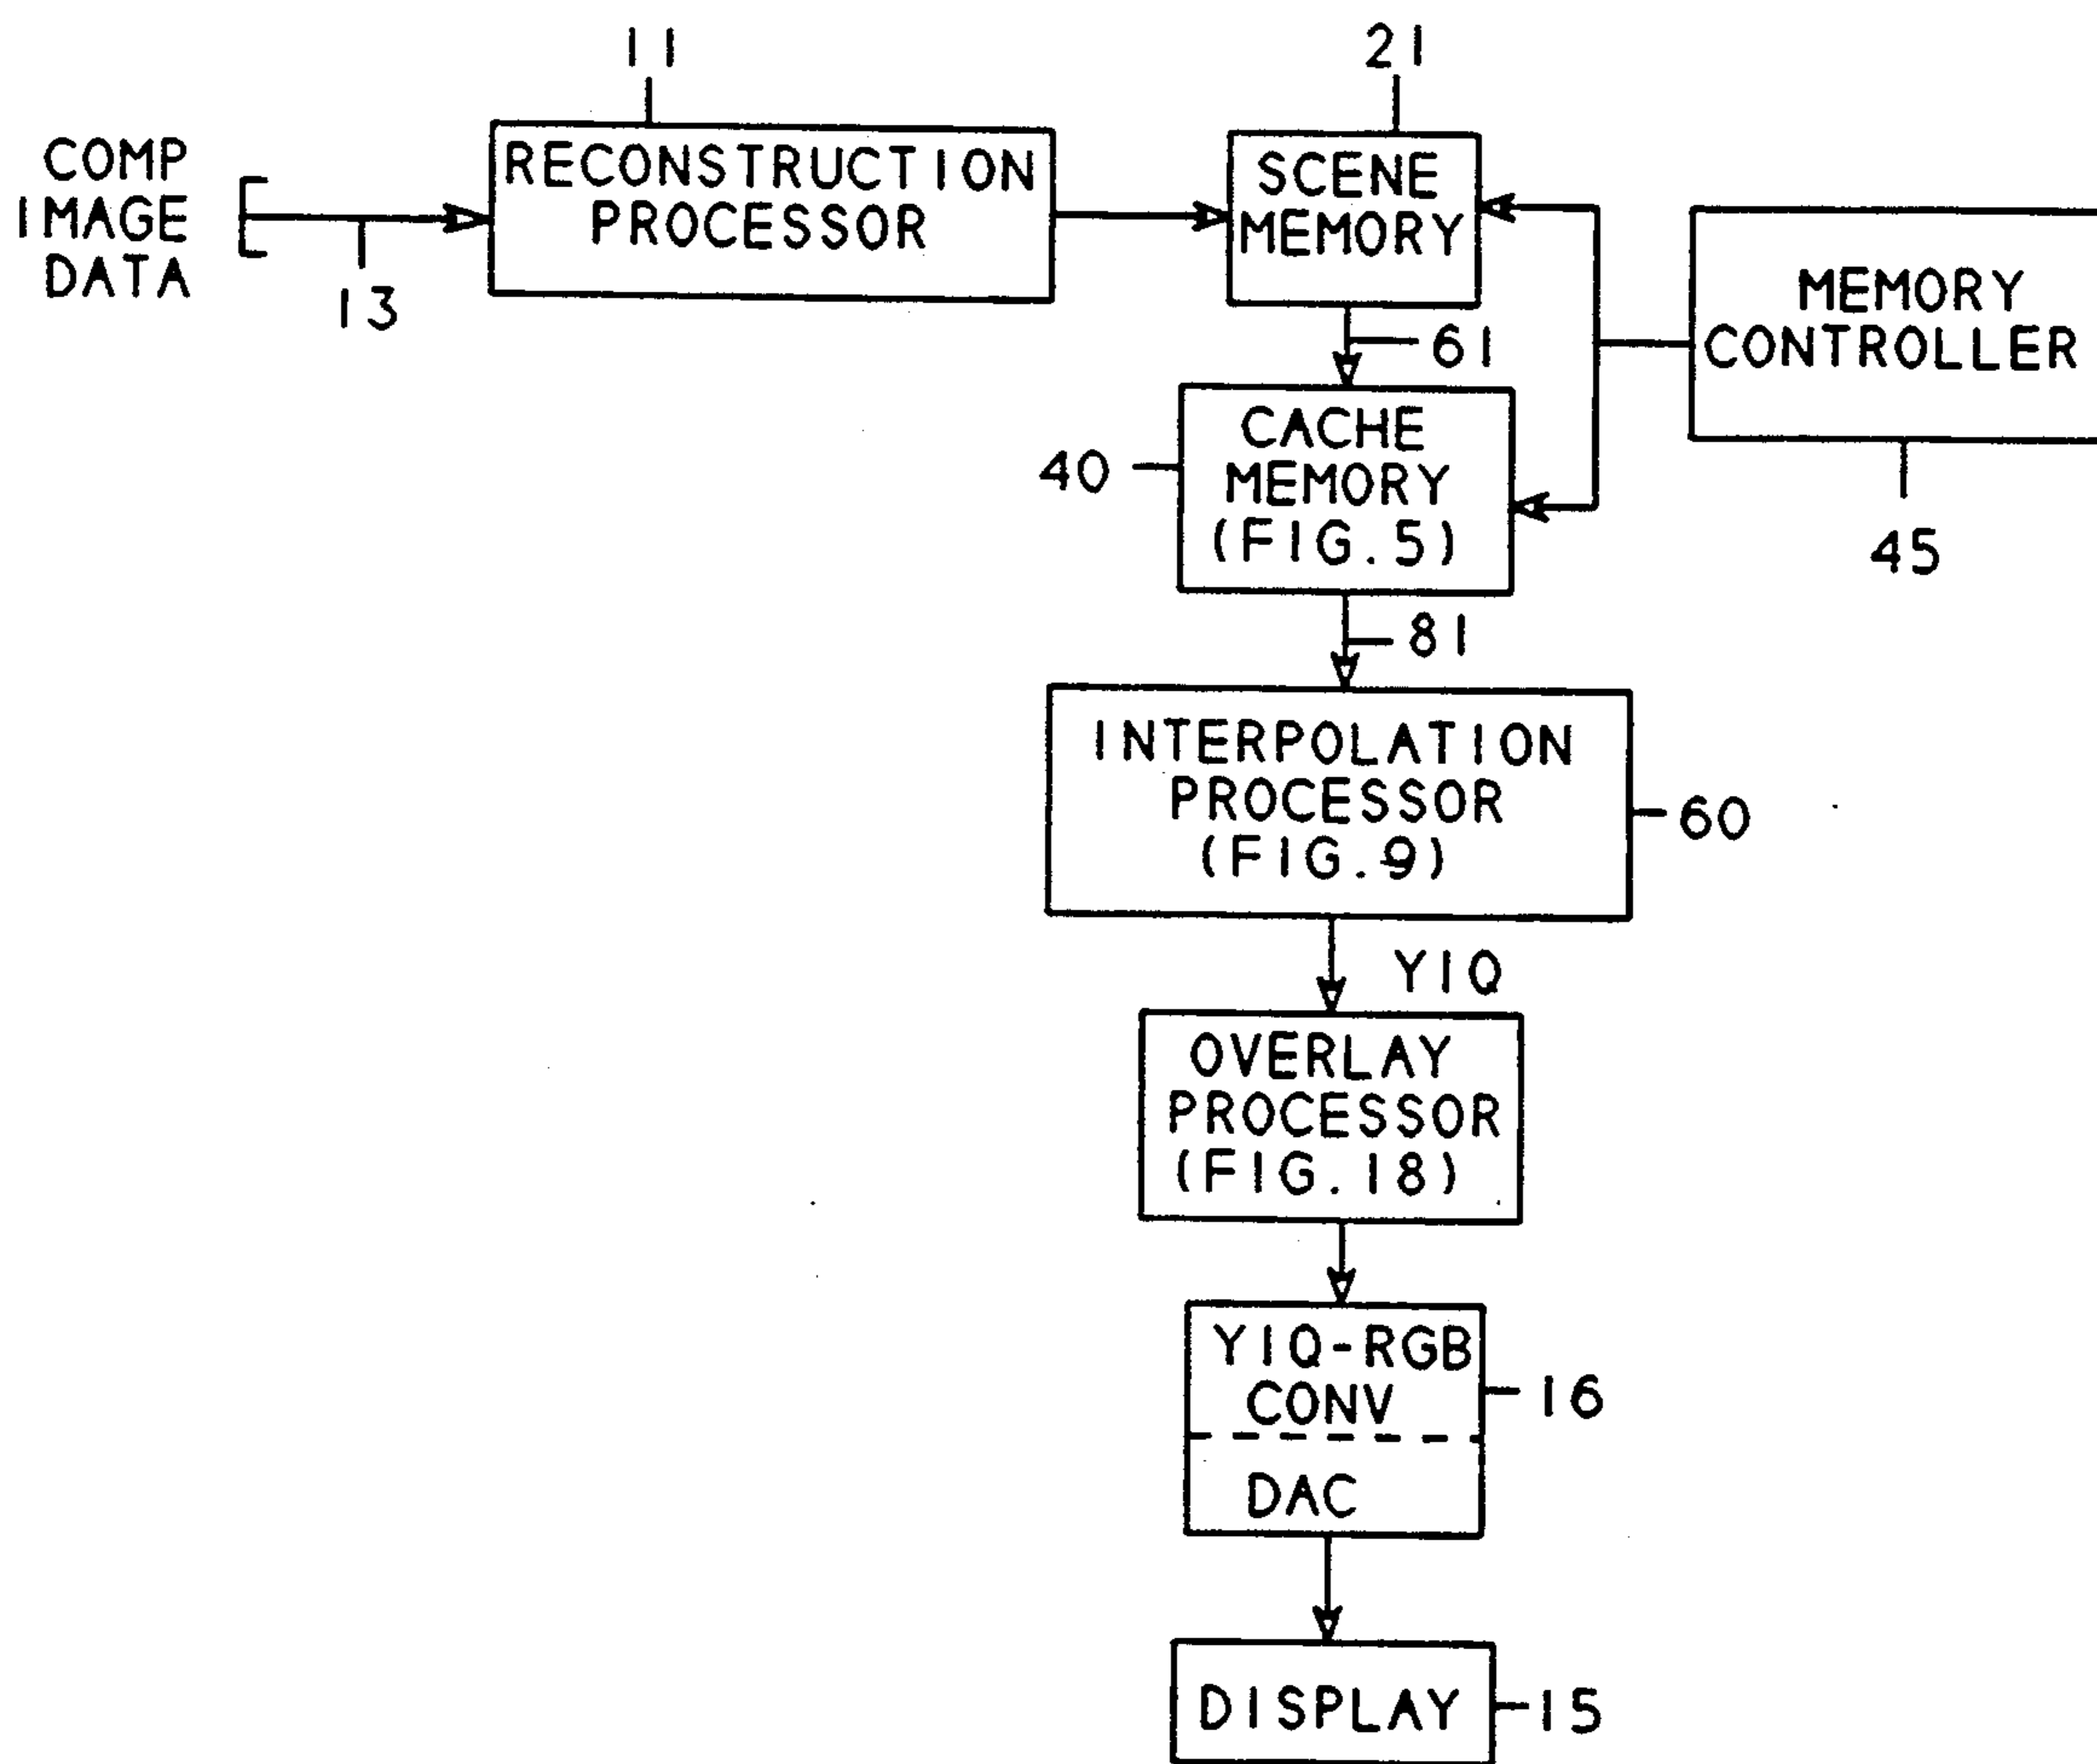 11
21
COMP
IMAGE
DATA
13
RECONSTRUCTION
PROCESSOR
SCENE
MEMORY
61
MEMORY
CONTROLLER
45
40
CACHE
MEMORY
(FIG.5)
81
INTERPOLATION
PROCESSOR
(FIG.9)
60
YIQ
OVERLAY
PROCESSOR
(FIG.18)
YIQ-RGB
CONV
16
DAC
DISPLAY
15